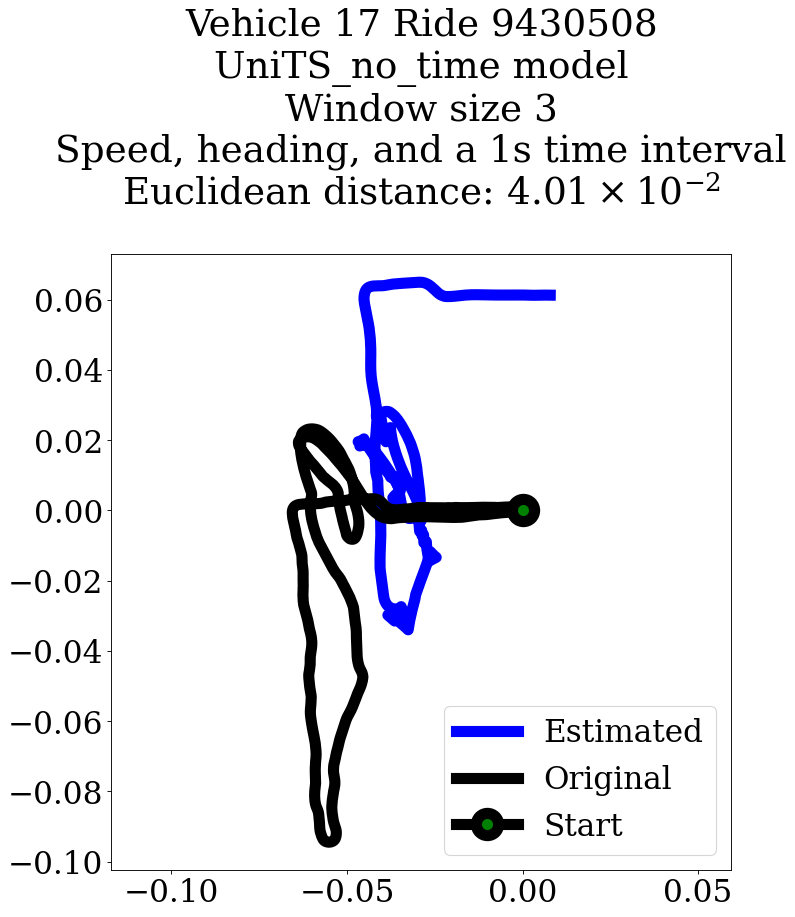 Vehicle 17 Ride 9430508
UniTS_no_time model
Window size 3
Speed, heading, and a 1s time interval
Euclidean distance: 4.01 × 10⁻²
0.06
0.04
0.02
0.00
−0.02
−0.04
−0.06
−0.08
−0.10
Estimated
Original
Start
−0.10 −0.05 0.00 0.05